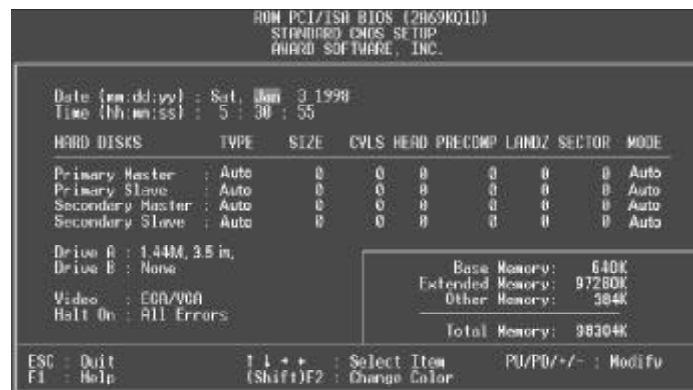 ROM PCI/ISA BIOS (2A69KQ1D)
STANDARD CMOS SETUP
AWARD SOFTWARE, INC.
Date (mm:dd:yy) : Sat, Jan 3 1998
Time (hh:mm:ss) : 5 : 30 : 55
HARD DISKS TYPE SIZE CYLS HEAD PRECOMP LANDZ SECTOR MODE
Primary Master : Auto 0 0 0 0 0 0 Auto
Primary Slave : Auto 0 0 0 0 0 0 Auto
Secondary Master : Auto 0 0 0 0 0 0 Auto
Secondary Slave : Auto 0 0 0 0 0 0 Auto
Drive A : 1.44M, 3.5 in,
Drive B : None
Video : EGA/VGA
Halt On : All Errors
Base Memory: 640K
Extended Memory: 97280K
Other Memory: 384K
Total Memory: 98304K
ESC : Quit ↑ ↓ → ← : Select Item PU/PD/+/- : Modify
F1 : Help (Shift)F2 : Change Color